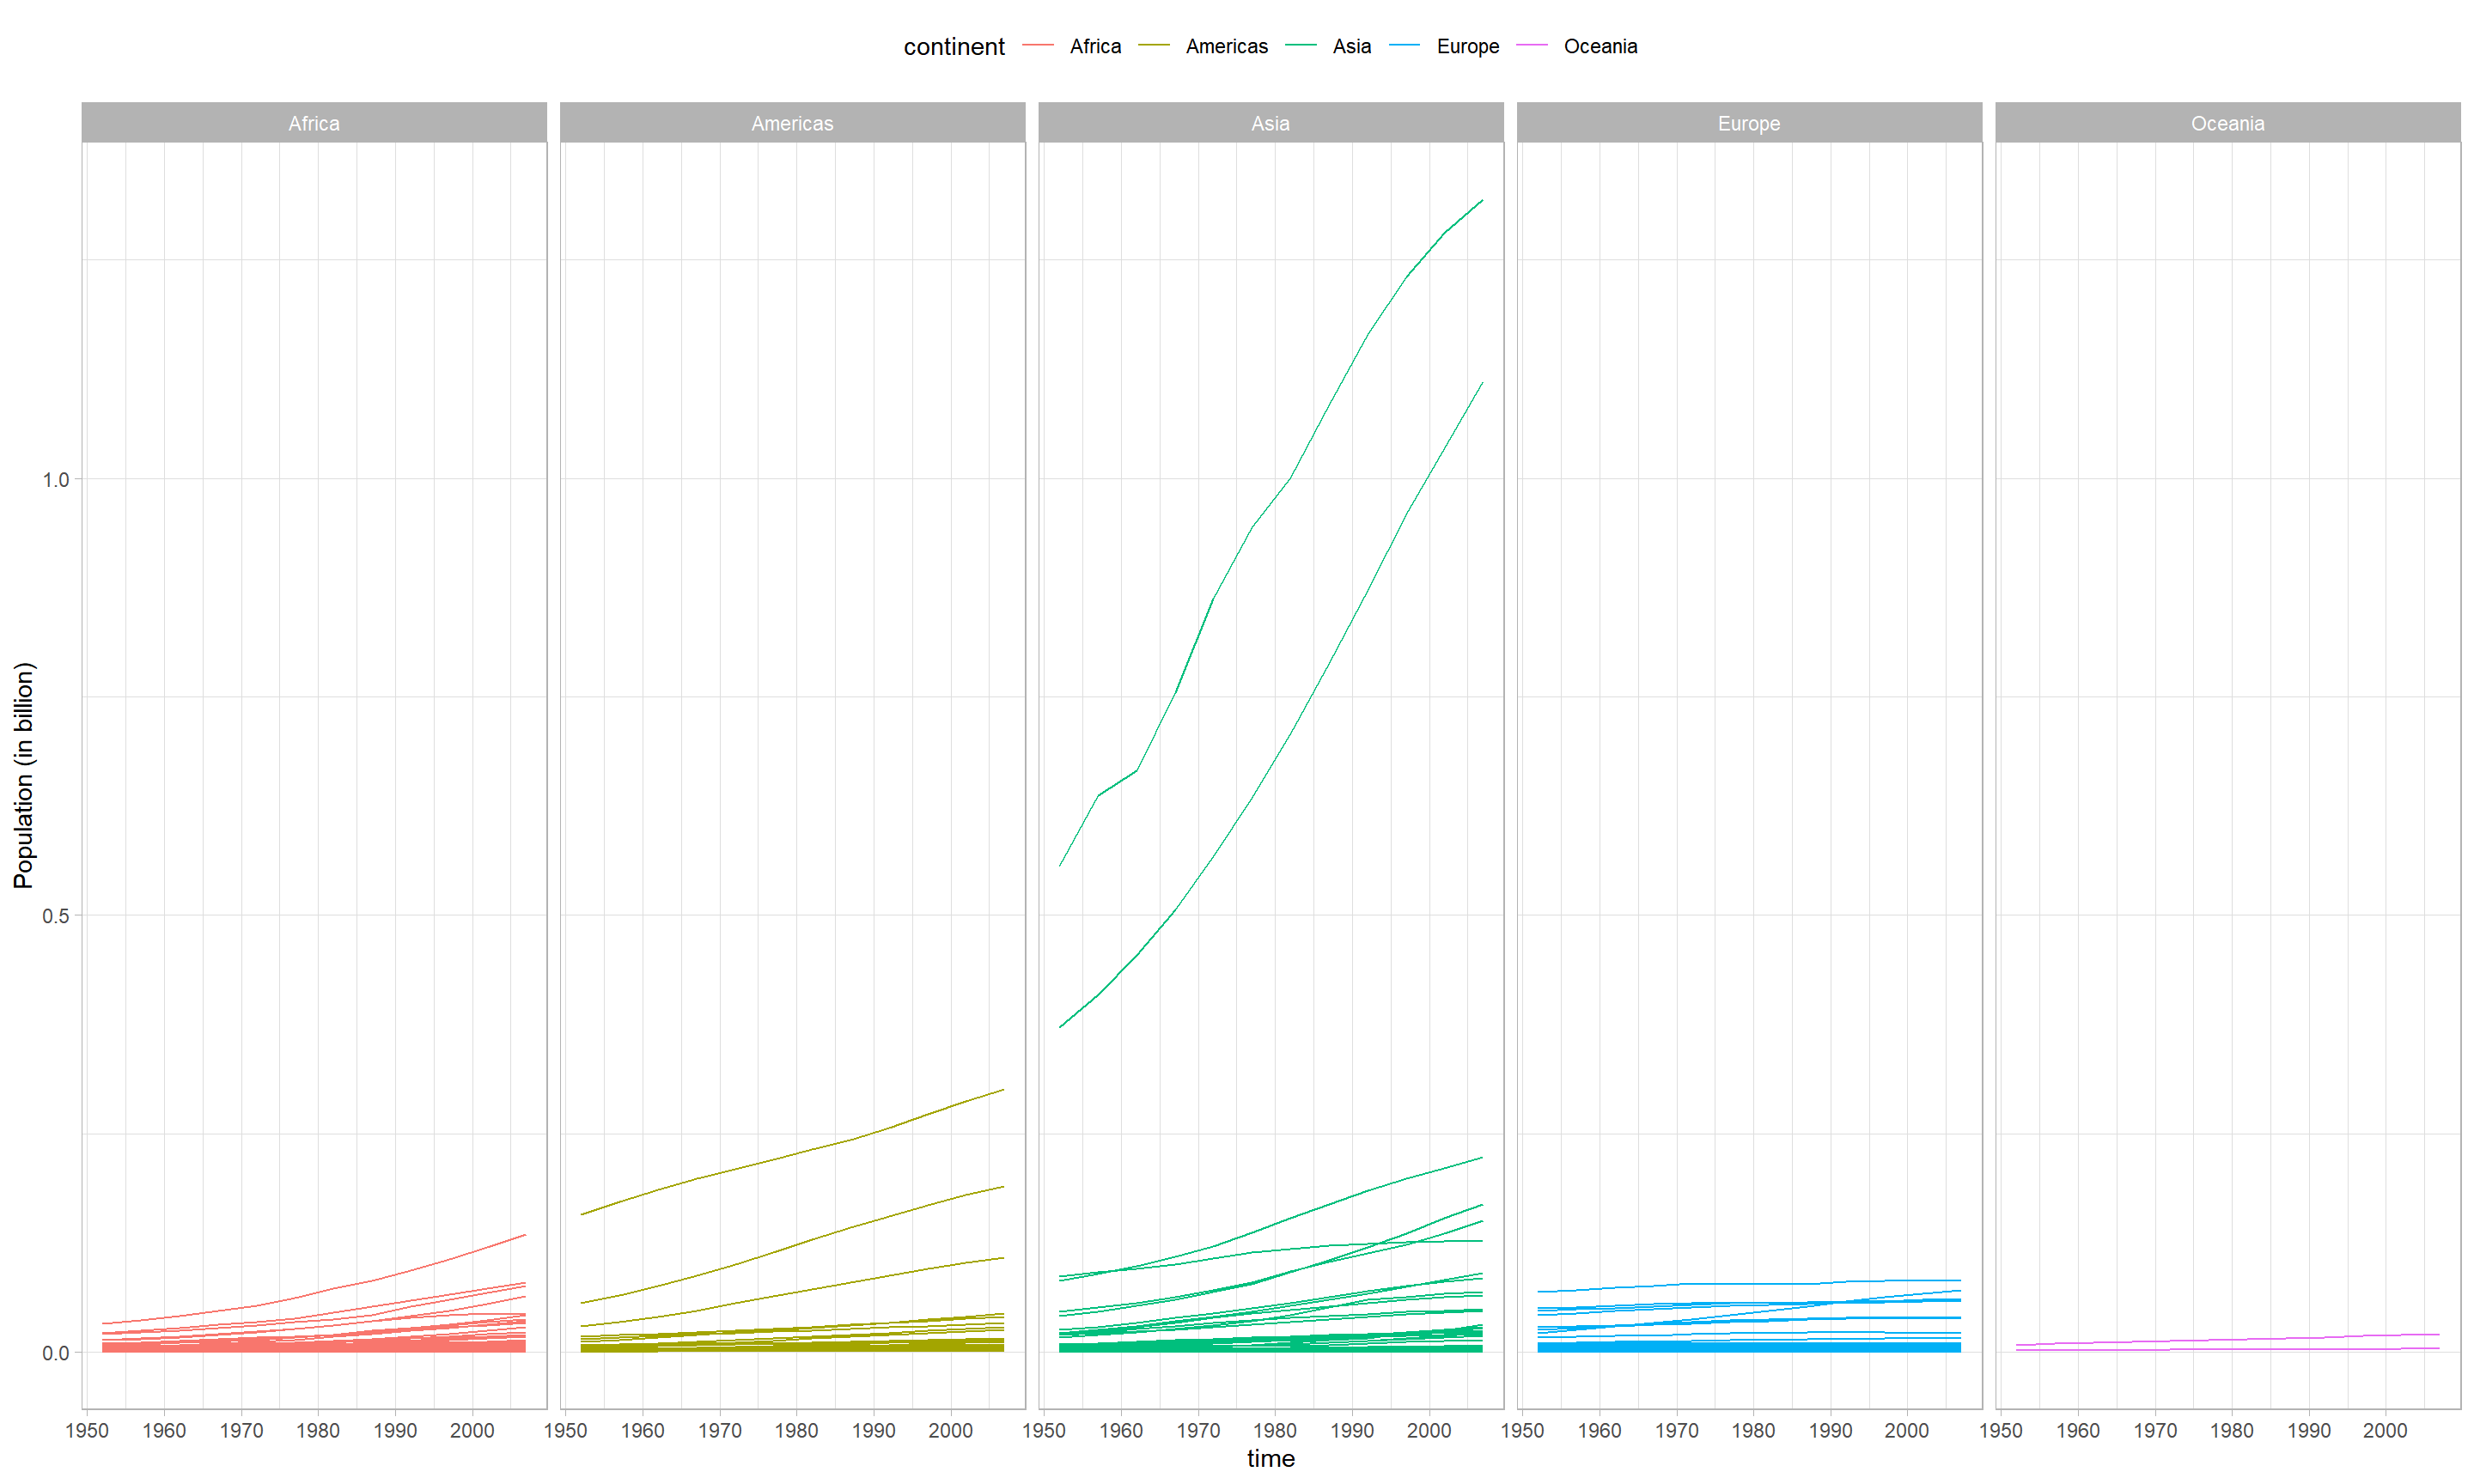 continent Africa Americas Asia Europe Oceania
Africa Americas Asia Europe Oceania
Population (in billion)
1.0
0.5
0.0
1950 1960 1970 1980 1990 2000 1950 1960 1970 1980 1990 2000 1950 1960 1970 1980 1990 2000 1950 1960 1970 1980 1990 2000 1950 1960 1970 1980 1990 2000
time